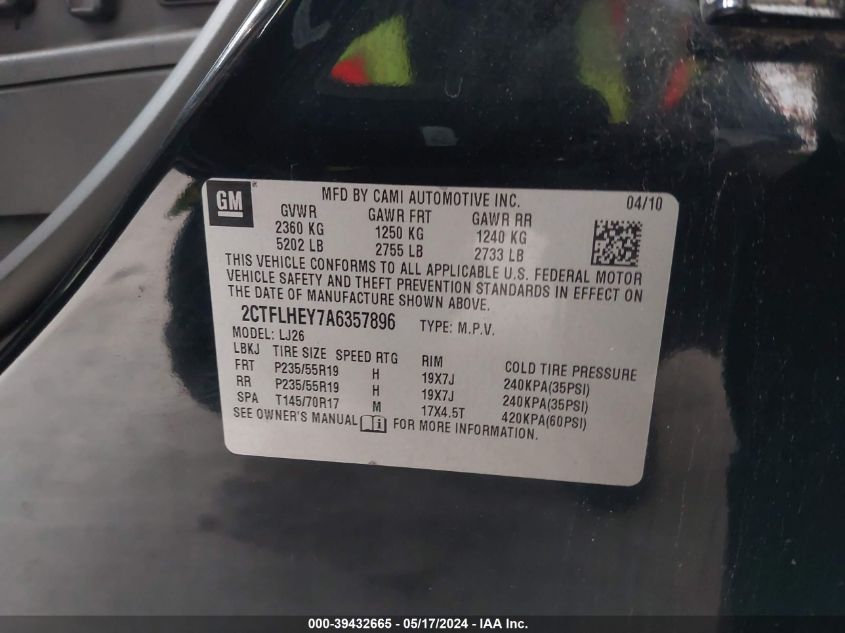 GM
MFD BY CAMI AUTOMOTIVE INC. 04/10
GVWR GAWR FRT GAWR RR
2360 KG 1250 KG 1240 KG
5202 LB 2755 LB 2733 LB
THIS VEHICLE CONFORMS TO ALL APPLICABLE U.S. FEDERAL MOTOR
VEHICLE SAFETY AND THEFT PREVENTION STANDARDS IN EFFECT ON
THE DATE OF MANUFACTURE SHOWN ABOVE.
2CTFLHEY7A6357896 TYPE: M.P.V.
MODEL: LJ26
LBKJ TIRE SIZE SPEED RTG RIM COLD TIRE PRESSURE
FRT P235/55R19 H 19X7J 240KPA(35PSI)
RR P235/55R19 H 19X7J 240KPA(35PSI)
SPA T145/70R17 M 17X4.5T 420KPA(60PSI)
SEE OWNER'S MANUAL FOR MORE INFORMATION.
000-39432665 - 05/17/2024 - IAA Inc.